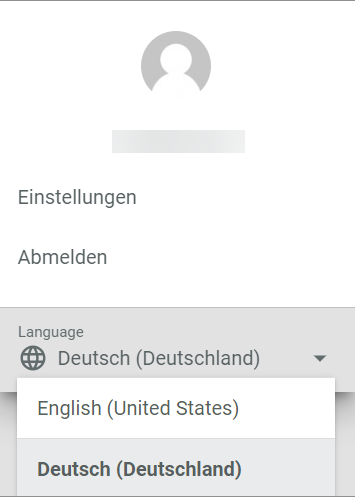 Einstellungen
Abmelden
Language
Deutsch (Deutschland)
English (United States)
Deutsch (Deutschland)